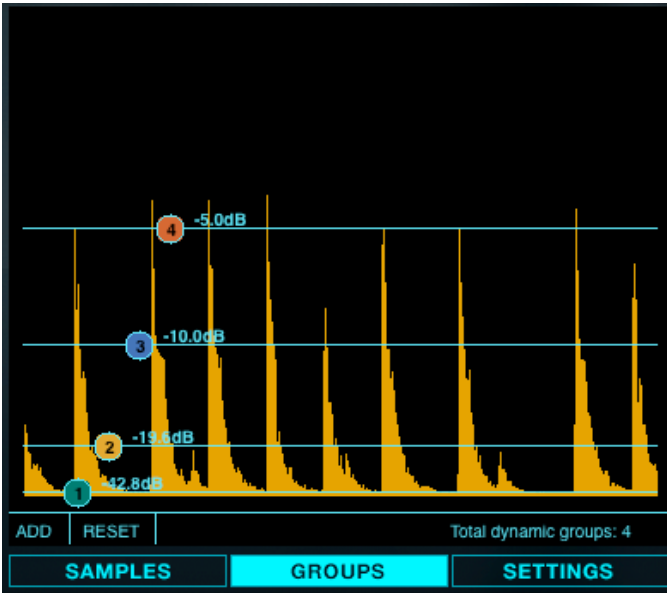 4 -5.0dB
3 -10.0dB
2 -19.6dB
1 -42.8dB
ADD RESET Total dynamic groups: 4
SAMPLES GROUPS SETTINGS